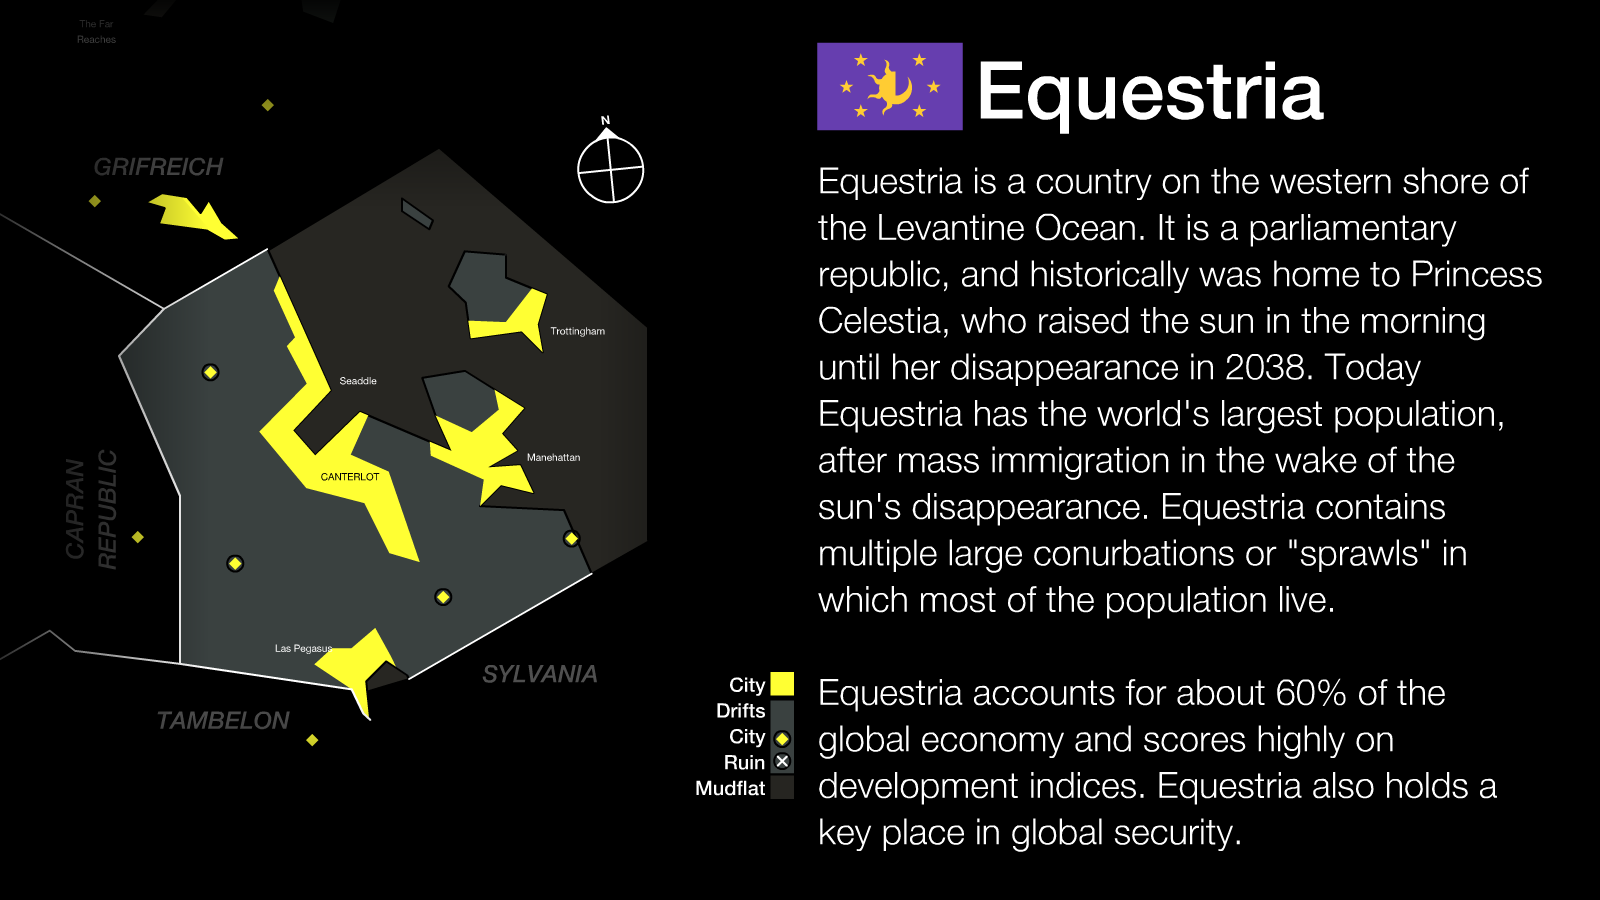 The Far
Reaches
N
GRIFREICH
Seaddle
Trottingham
CANTERLOT
Manehattan
CAPRAN
REPUBLIC
Las Pegasus
SYLVANIA
TAMBELON
City
Drifts
City
Ruin
Mudflat
Equestria
Equestria is a country on the western shore of
the Levantine Ocean. It is a parliamentary
republic, and historically was home to Princess
Celestia, who raised the sun in the morning
until her disappearance in 2038. Today
Equestria has the world's largest population,
after mass immigration in the wake of the
sun's disappearance. Equestria contains
multiple large conurbations or "sprawls" in
which most of the population live.
Equestria accounts for about 60% of the
global economy and scores highly on
development indices. Equestria also holds a
key place in global security.